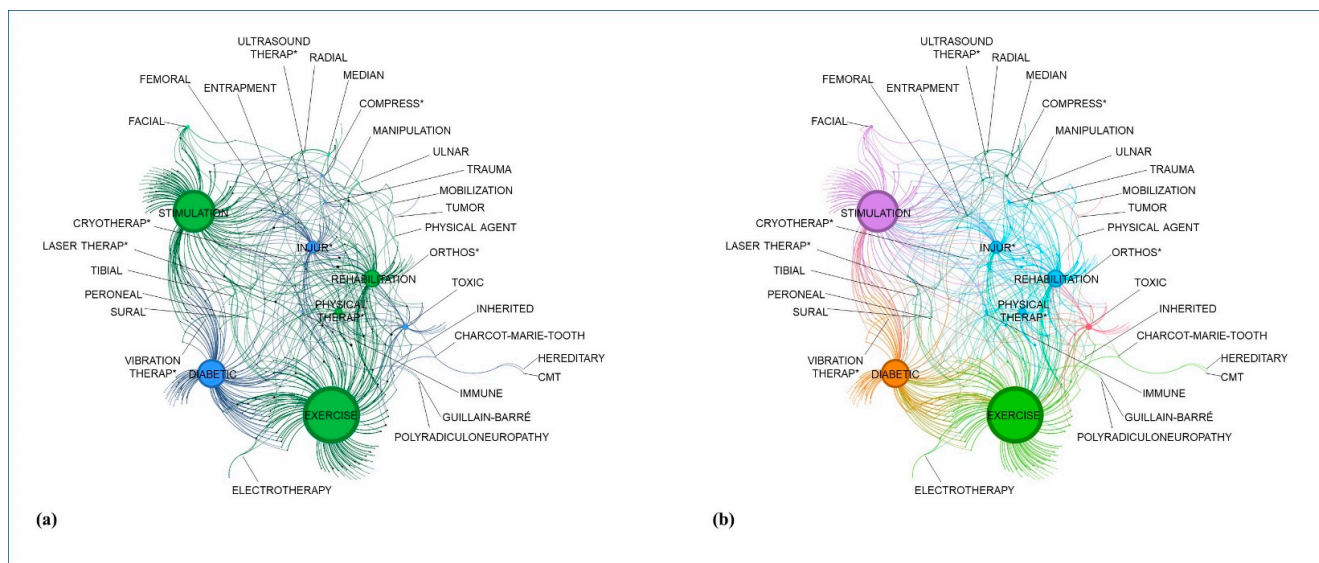 ULTRASOUND
THERAP*
RADIAL
FEMORAL
MEDIAN
ENTRAPMENT
COMPRESS*
FACIAL
MANIPULATION
ULNAR
TRAUMA
MOBILIZATION
STIMULATION
TUMOR
CRYOTHERAP*
PHYSICAL AGENT
LASER THERAP*
INJUR*
ORTHOS*
TIBIAL
REHABILITATION
TOXIC
PERONEAL
PHYSICAL
THERAP*
INHERITED
SURAL
CHARCOT-MARIE-TOOTH
VIBRATION
THERAP*
HEREDITARY
DIABETIC
CMT
IMMUNE
EXERCISE
GUILLAIN-BARRÉ
POLYRADICULONEUROPATHY
ELECTROTHERAPY
(a)
ULTRASOUND
THERAP*
RADIAL
FEMORAL
MEDIAN
ENTRAPMENT
COMPRESS*
FACIAL
MANIPULATION
ULNAR
TRAUMA
MOBILIZATION
STIMULATION
TUMOR
CRYOTHERAP*
PHYSICAL AGENT
LASER THERAP*
INJUR*
ORTHOS*
TIBIAL
REHABILITATION
TOXIC
PERONEAL
PHYSICAL
THERAP*
INHERITED
SURAL
CHARCOT-MARIE-TOOTH
VIBRATION
THERAP*
HEREDITARY
DIABETIC
CMT
IMMUNE
EXERCISE
GUILLAIN-BARRÉ
POLYRADICULONEUROPATHY
ELECTROTHERAPY
(b)